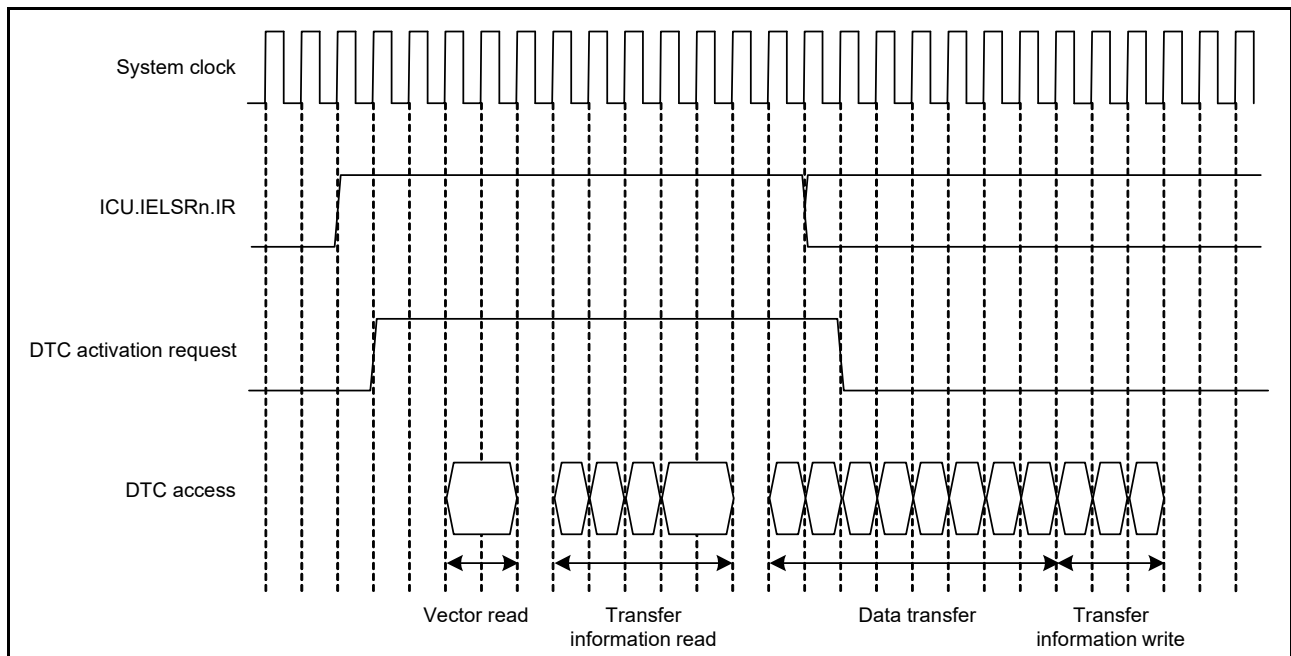 System clock
ICU.IELSRn.IR
DTC activation request
DTC access
Vector read
Transfer
information read
Data transfer
Transfer
information write